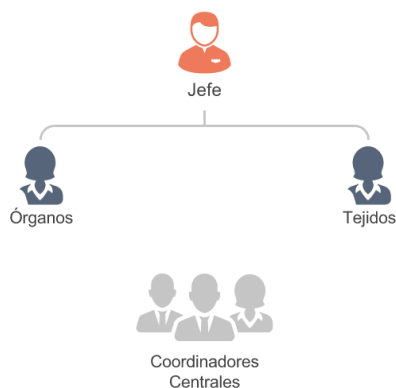 Jefe
Órganos
Tejidos
Coordinadores
Centrales